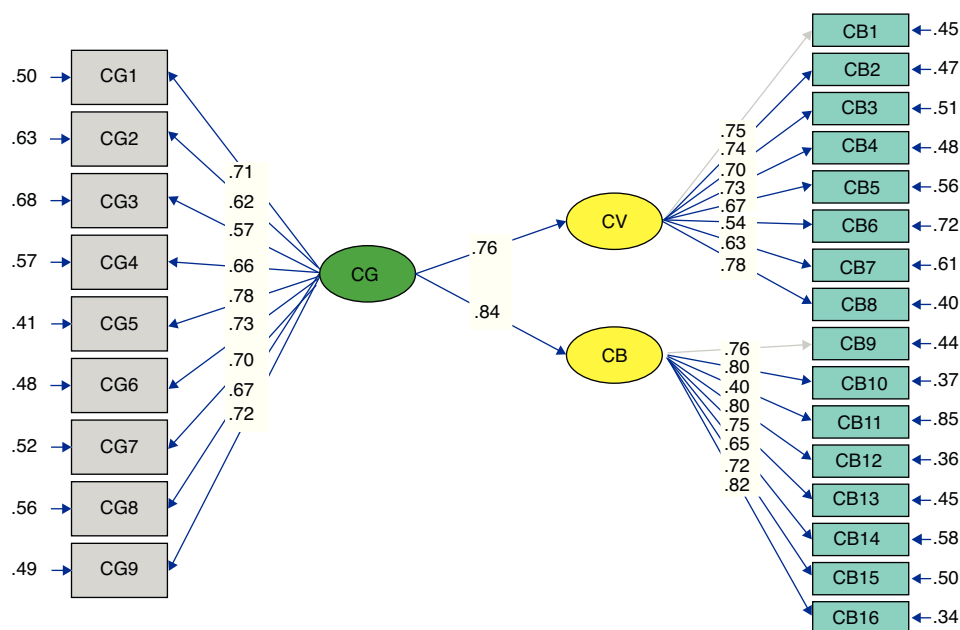 .50 CG1
.63 CG2
.68 CG3
.57 CG4
.41 CG5
.48 CG6
.52 CG7
.56 CG8
.49 CG9
.71
.62
.57
.66
.78
.73
.70
.67
.72
CG
.76
.84
CV
CB
.75
.74
.70
.73
.67
.54
.63
.78
.76
.80
.40
.80
.75
.65
.72
.82
CB1 .45
CB2 .47
CB3 .51
CB4 .48
CB5 .56
CB6 .72
CB7 .61
CB8 .40
CB9 .44
CB10 .37
CB11 .85
CB12 .36
CB13 .45
CB14 .58
CB15 .50
CB16 .34